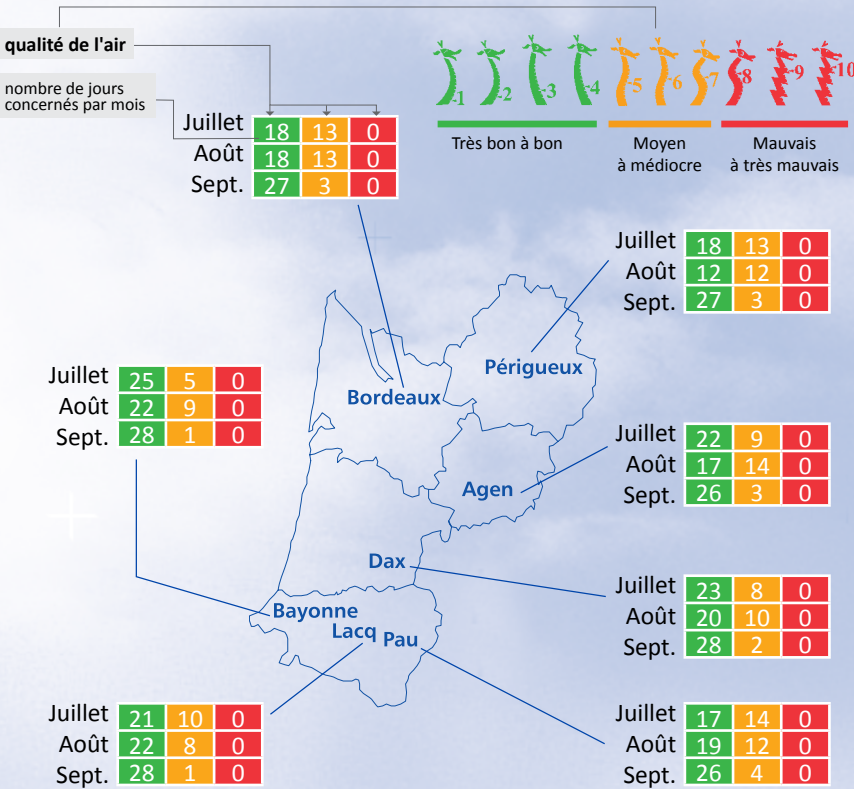 qualité de l'air
nombre de jours
concernés par mois
1 2 3 4 5 6 7 8 9 10
Très bon à bon
Moyen
à médiocre
Mauvais
à très mauvais
Juillet 18 13 0
Août 18 13 0
Sept. 27 3 0
Juillet 18 13 0
Août 12 12 0
Sept. 27 3 0
Périgueux
Bordeaux
Juillet 25 5 0
Août 22 9 0
Sept. 28 1 0
Juillet 22 9 0
Août 17 14 0
Sept. 26 3 0
Agen
Dax
Juillet 23 8 0
Août 20 10 0
Sept. 28 2 0
Bayonne
Lacq
Pau
Juillet 21 10 0
Août 22 8 0
Sept. 28 1 0
Juillet 17 14 0
Août 19 12 0
Sept. 26 4 0